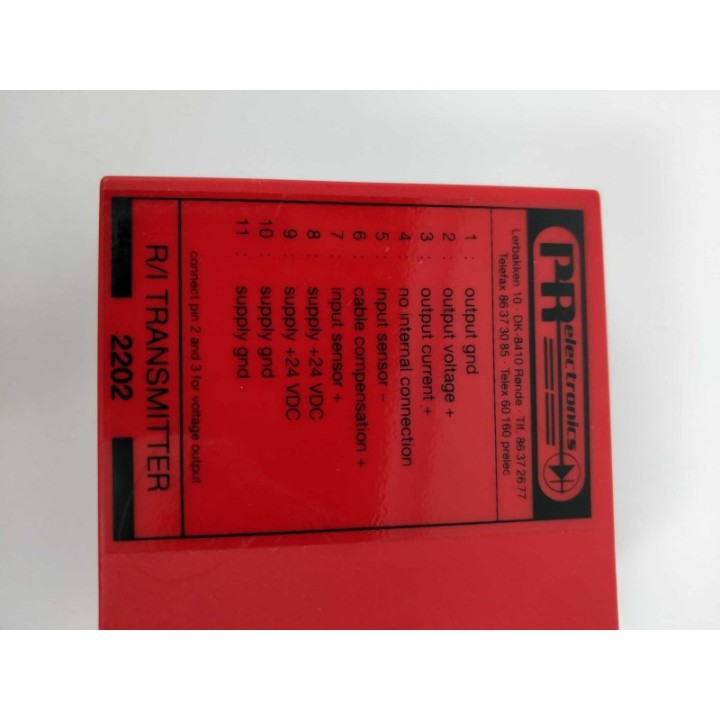 PR electronics
Lerbakken 10 DK-8410 Rønde · Tlf. 86 37 26 77
Telefax 86 37 30 85 · Telex 60 160 prelec
1 : output gnd
2 : output voltage +
3 : output current +
4 : no internal connection
5 : input sensor –
6 : cable compensation +
7 : input sensor +
8 : supply +24 VDC
9 : supply +24 VDC
10 : supply gnd
11 : supply gnd
connect pin 2 and 3 for voltage output
R/I TRANSMITTER
2202